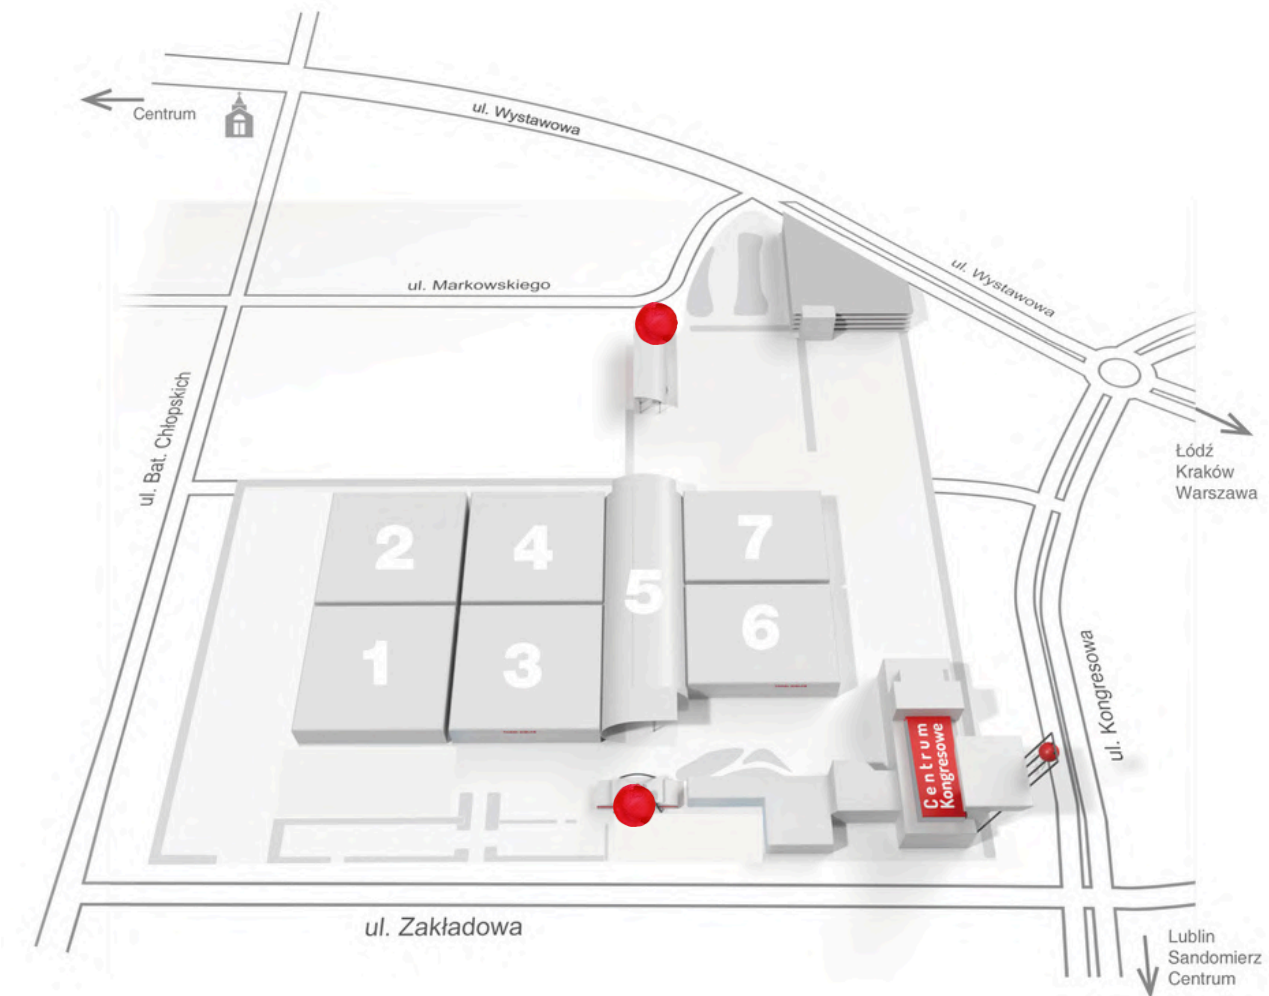 ul. Wystawowa
Centrum
ul. Wystawowa
ul. Markowskiego
ul. Bat. Chłopskich
Łódź
Kraków
Warszawa
2
4
7
5
6
1
3
ul. Kongresowa
Centrum
Kongresowe
ul. Zakładowa
Lublin
Sandomierz
Centrum